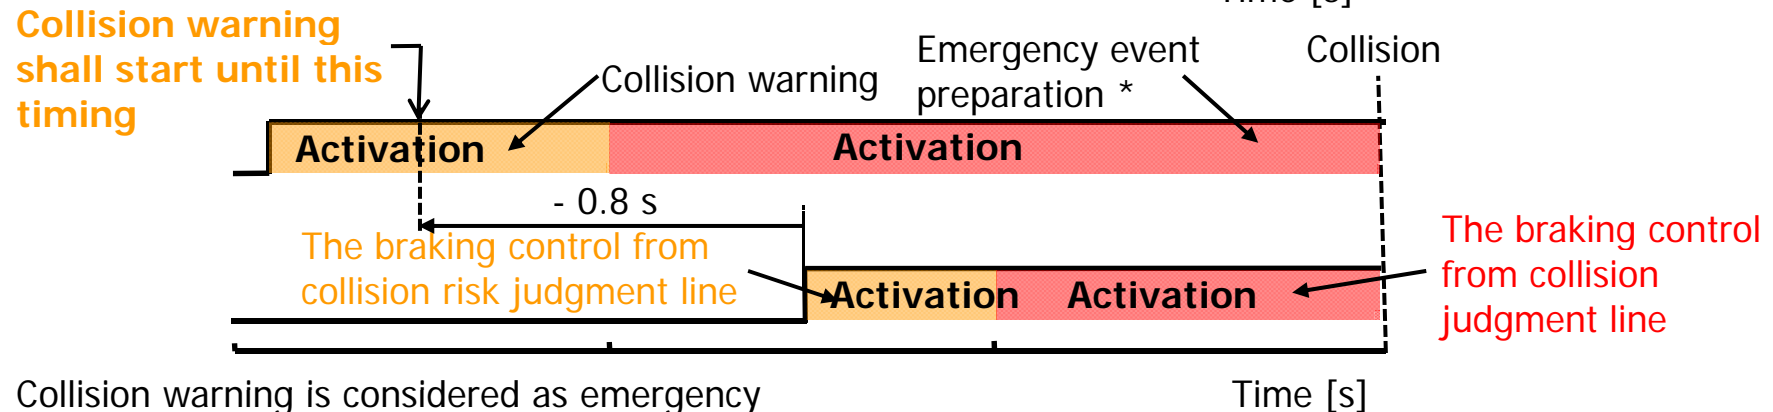 Time [s]
Collision warning
shall start until this
timing
Collision warning
Emergency event
preparation *
Collision
Activation
Activation
- 0.8 s
The braking control from
collision risk judgment line
Activation
Activation
The braking control
from collision
judgment line
Collision warning is considered as emergency
Time [s]